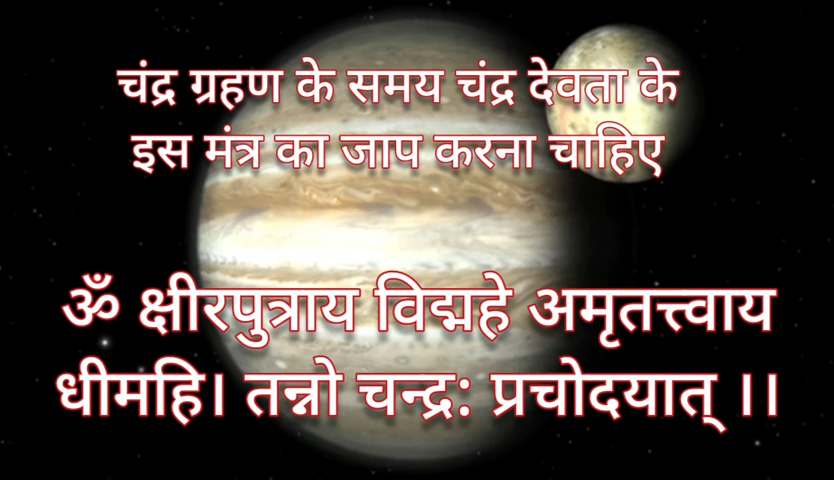 चंद्र ग्रहण के समय चंद्र देवता के
इस मंत्र का जाप करना चाहिए
ॐ क्षीरपुत्राय विद्महे अमृतत्त्वाय
धीमहि। तन्नो चन्द्र: प्रचोदयात् ।।